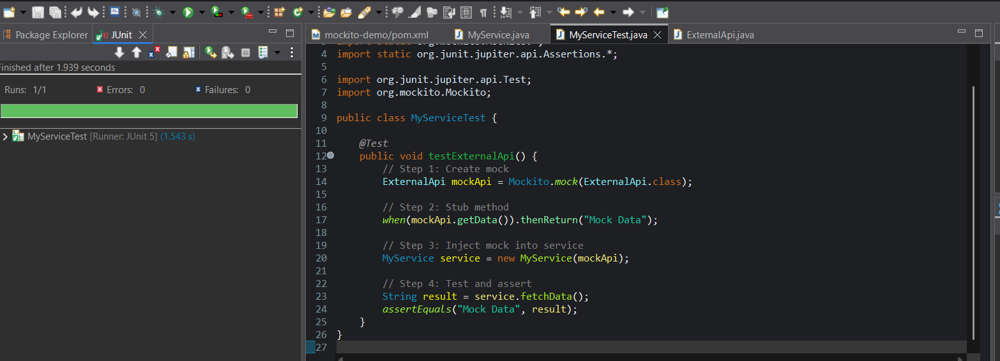 Package Explorer
JUnit
Finished after 1.939 seconds
Runs: 1/1
Errors: 0
Failures: 0
MyServiceTest [Runner: JUnit 5] (1.543 s)
mockito-demo/pom.xml
MyService.java
MyServiceTest.java
ExternalApi.java
4 import static org.junit.jupiter.api.Assertions.*;
5
6 import org.junit.jupiter.api.Test;
7 import org.mockito.Mockito;
8
9 public class MyServiceTest {
10
11 @Test
12 public void testExternalApi() {
13 // Step 1: Create mock
14 ExternalApi mockApi = Mockito.mock(ExternalApi.class);
15
16 // Step 2: Stub method
17 when(mockApi.getData()).thenReturn("Mock Data");
18
19 // Step 3: Inject mock into service
20 MyService service = new MyService(mockApi);
21
22 // Step 4: Test and assert
23 String result = service.fetchData();
24 assertEquals("Mock Data", result);
25 }
26 }
27